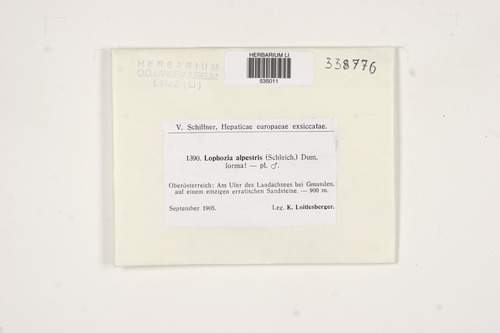 HERBARIUM
O.Ö. LANDESMUSEUM
LINZ (LI)
HERBARIUM LI
535011
338776
V. Schiffner, Hepaticae europaeae exsiccatae.
1390. Lophozia alpestris (Schleich.) Dum.
forma! — pl. ♂.
Oberösterreich: Am Ufer des Laudachsees bei Gmunden,
auf einem einzigen erratischen Sandsteine. — 900 m.
September 1905. Leg. K. Loitlesberger.